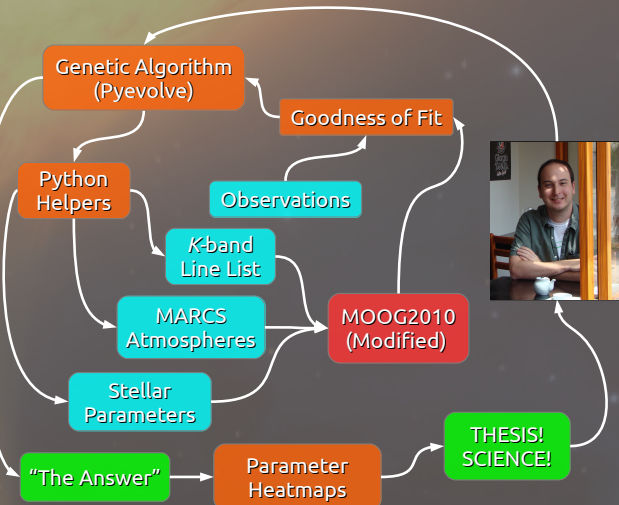 Genetic Algorithm
(Pyevolve)
Goodness of Fit
Python
Helpers
Observations
K-band
Line List
MARCS
Atmospheres
MOOG2010
(Modified)
Stellar
Parameters
THESIS!
SCIENCE!
"The Answer"
Parameter
Heatmaps